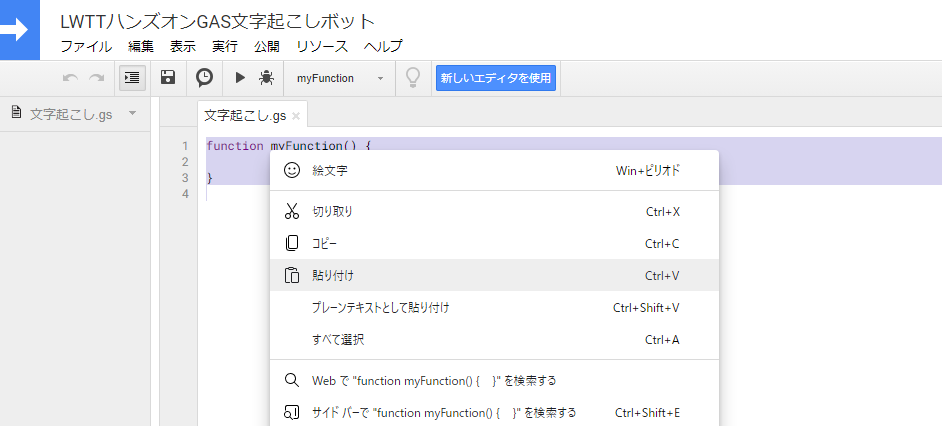 LWTTハンズオンGAS文字起こしボット
ファイル 編集 表示 実行 公開 リソース ヘルプ
myFunction 新しいエディタを使用
文字起こし.gs
文字起こし.gs ×
1 function myFunction() {
2
3 }
4
絵文字 Win+ピリオド
切り取り Ctrl+X
コピー Ctrl+C
貼り付け Ctrl+V
プレーンテキストとして貼り付け Ctrl+Shift+V
すべて選択 Ctrl+A
Web で "function myFunction() { }" を検索する
サイド バーで "function myFunction() { }" を検索する Ctrl+Shift+E